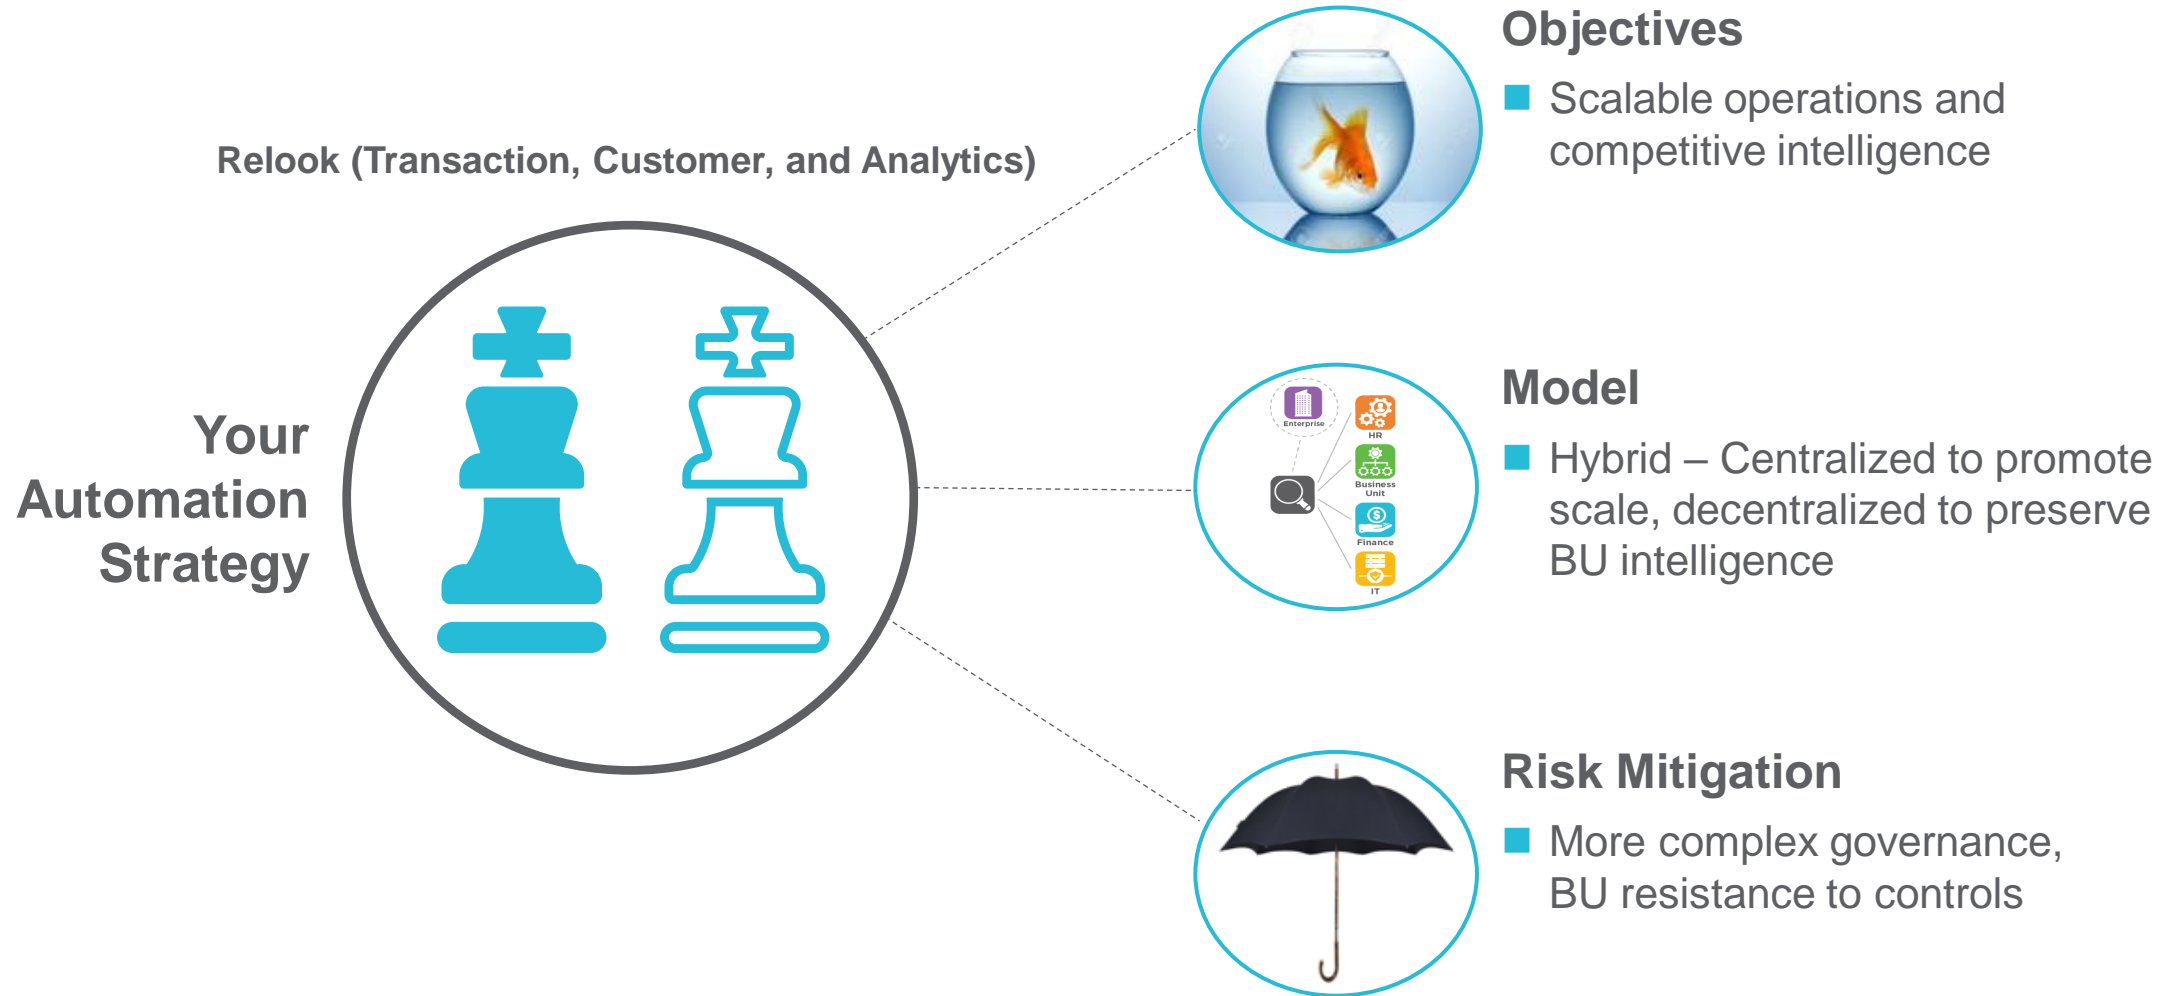 Relook (Transaction, Customer, and Analytics)
Your
Automation
Strategy
Objectives
Scalable operations and
competitive intelligence
Enterprise
HR
Business
Unit
Finance
IT
Model
Hybrid – Centralized to promote
scale, decentralized to preserve
BU intelligence
Risk Mitigation
More complex governance,
BU resistance to controls